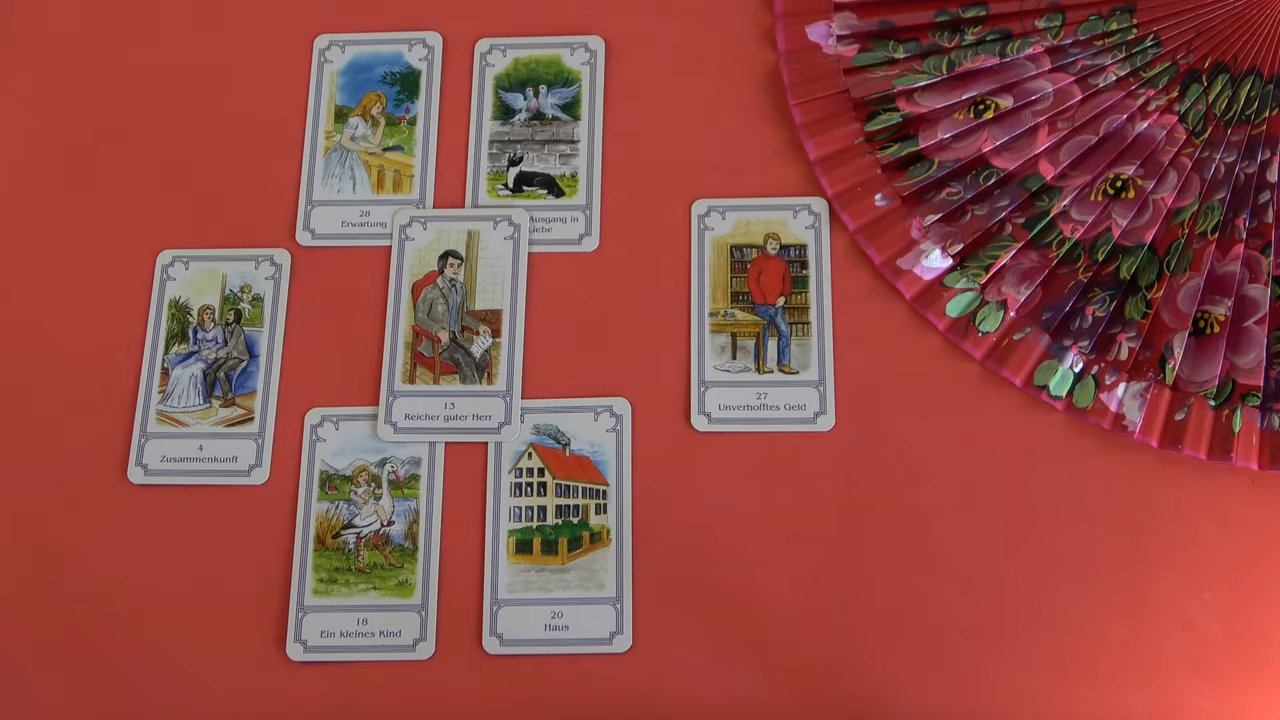 28
Erwartung
Ausgang in
Liebe
4
Zusammenkunft
13
Reicher guter Herr
27
Unverhofftes Geld
18
Ein kleines Kind
20
Haus